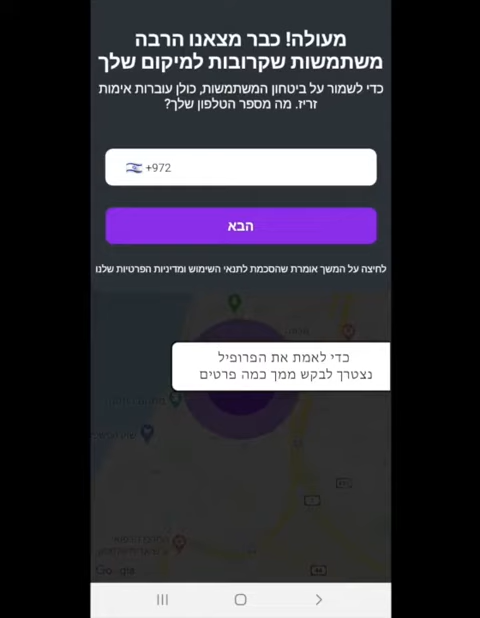 מעולה! כבר מצאנו הרבה
משתמשות שקרובות למיקום שלך
כדי לשמור על ביטחון המשתמשות, כולן עוברות אימות
זריז. מה מספר הטלפון שלך?
+972
הבא
לחיצה על המשך אומרת שהסכמת לתנאי השימוש ומדיניות הפרטיות שלנו
כדי לאמת את הפרופיל
נצטרך לבקש ממך כמה פרטים
Google